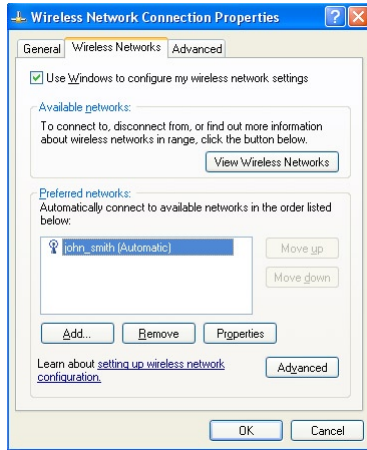 Wireless Network Connection Properties
General Wireless Networks Advanced
Use Windows to configure my wireless network settings
Available networks:
To connect to, disconnect from, or find out more information
about wireless networks in range, click the button below.
View Wireless Networks
Preferred networks:
Automatically connect to available networks in the order listed
below:
john_smith (Automatic)
Move up
Move down
Add... Remove Properties
Learn about setting up wireless network
configuration.
Advanced
OK Cancel